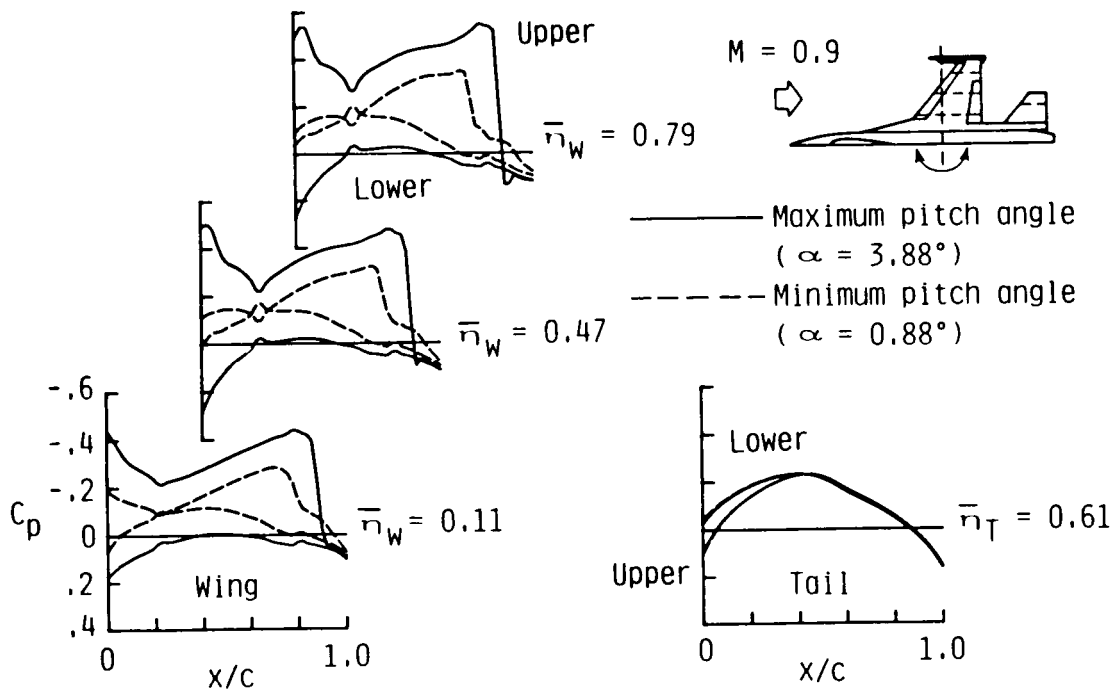 Upper
M = 0.9
n̅W = 0.79
Lower
Maximum pitch angle
( α = 3.88°)
Minimum pitch angle
( α = 0.88°)
n̅W = 0.47
-.6
-.4
-.2
Cp
0
.2
.4
n̅W = 0.11
Wing
0
1.0
X/C
Lower
n̅T = 0.61
Upper
Tail
0
1.0
X/C